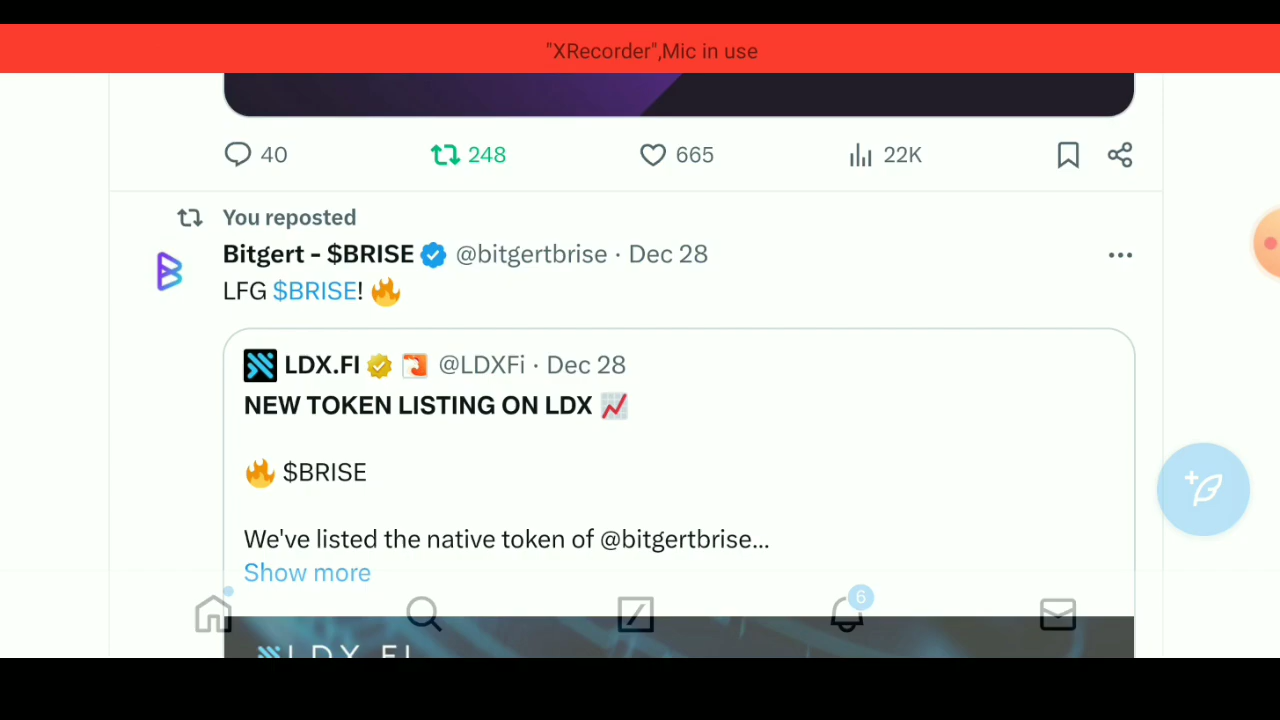 "XRecorder",Mic in use
40 248 665 22K
You reposted
Bitgert - $BRISE @bitgertbrise · Dec 28
LFG $BRISE! 🔥
LDX.FI @LDXFi · Dec 28
NEW TOKEN LISTING ON LDX 📈
🔥 $BRISE
We've listed the native token of @bitgertbrise...
Show more
6
LDX.FI